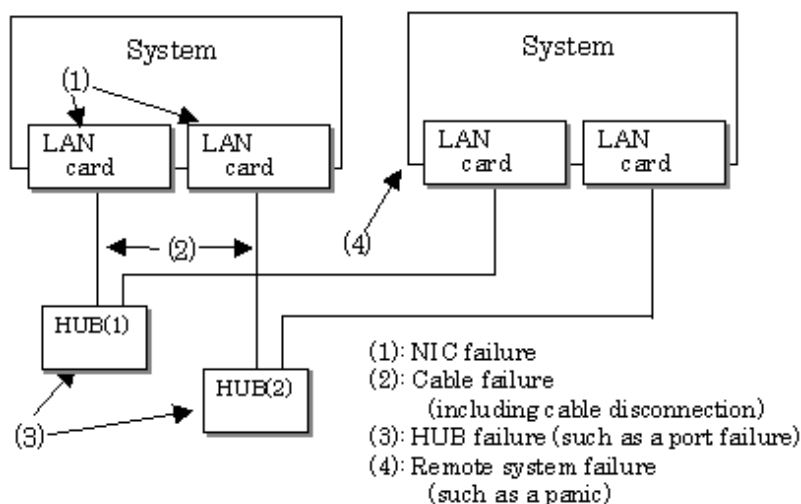 System
System
(1)
LAN
card
LAN
card
LAN
card
LAN
card
(2)
(4)
HUB(1)
HUB(2)
(3)
(1): NIC failure
(2): Cable failure
(including cable disconnection)
(3): HUB failure (such as a port failure)
(4): Remote system failure
(such as a panic)